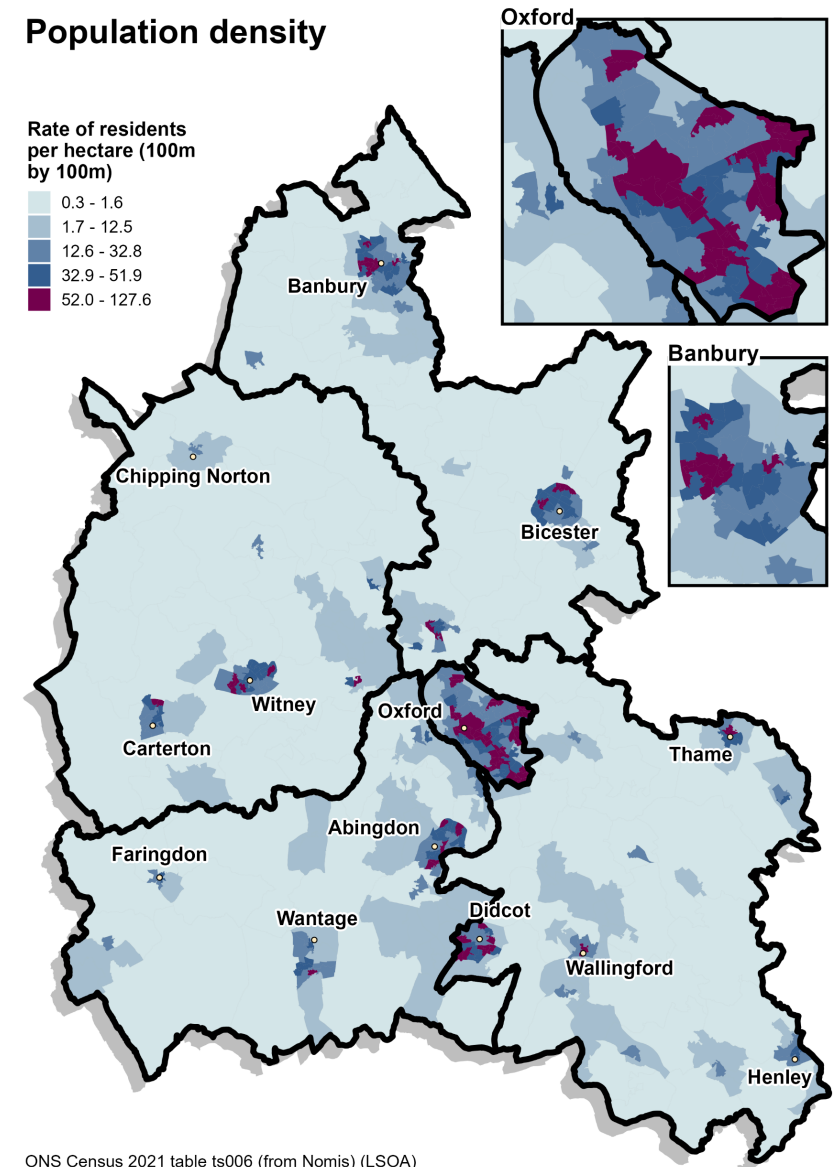 Population density
Oxford
Rate of residents
per hectare (100m
by 100m)
0.3 - 1.6
1.7 - 12.5
12.6 - 32.8
32.9 - 51.9
52.0 - 127.6
Banbury
Banbury
Chipping Norton
Bicester
Witney
Oxford
Carterton
Thame
Abingdon
Faringdon
Wantage
Didcot
Wallingford
Henley
ONS Census 2021 table ts006 (from Nomis) (LSOA)